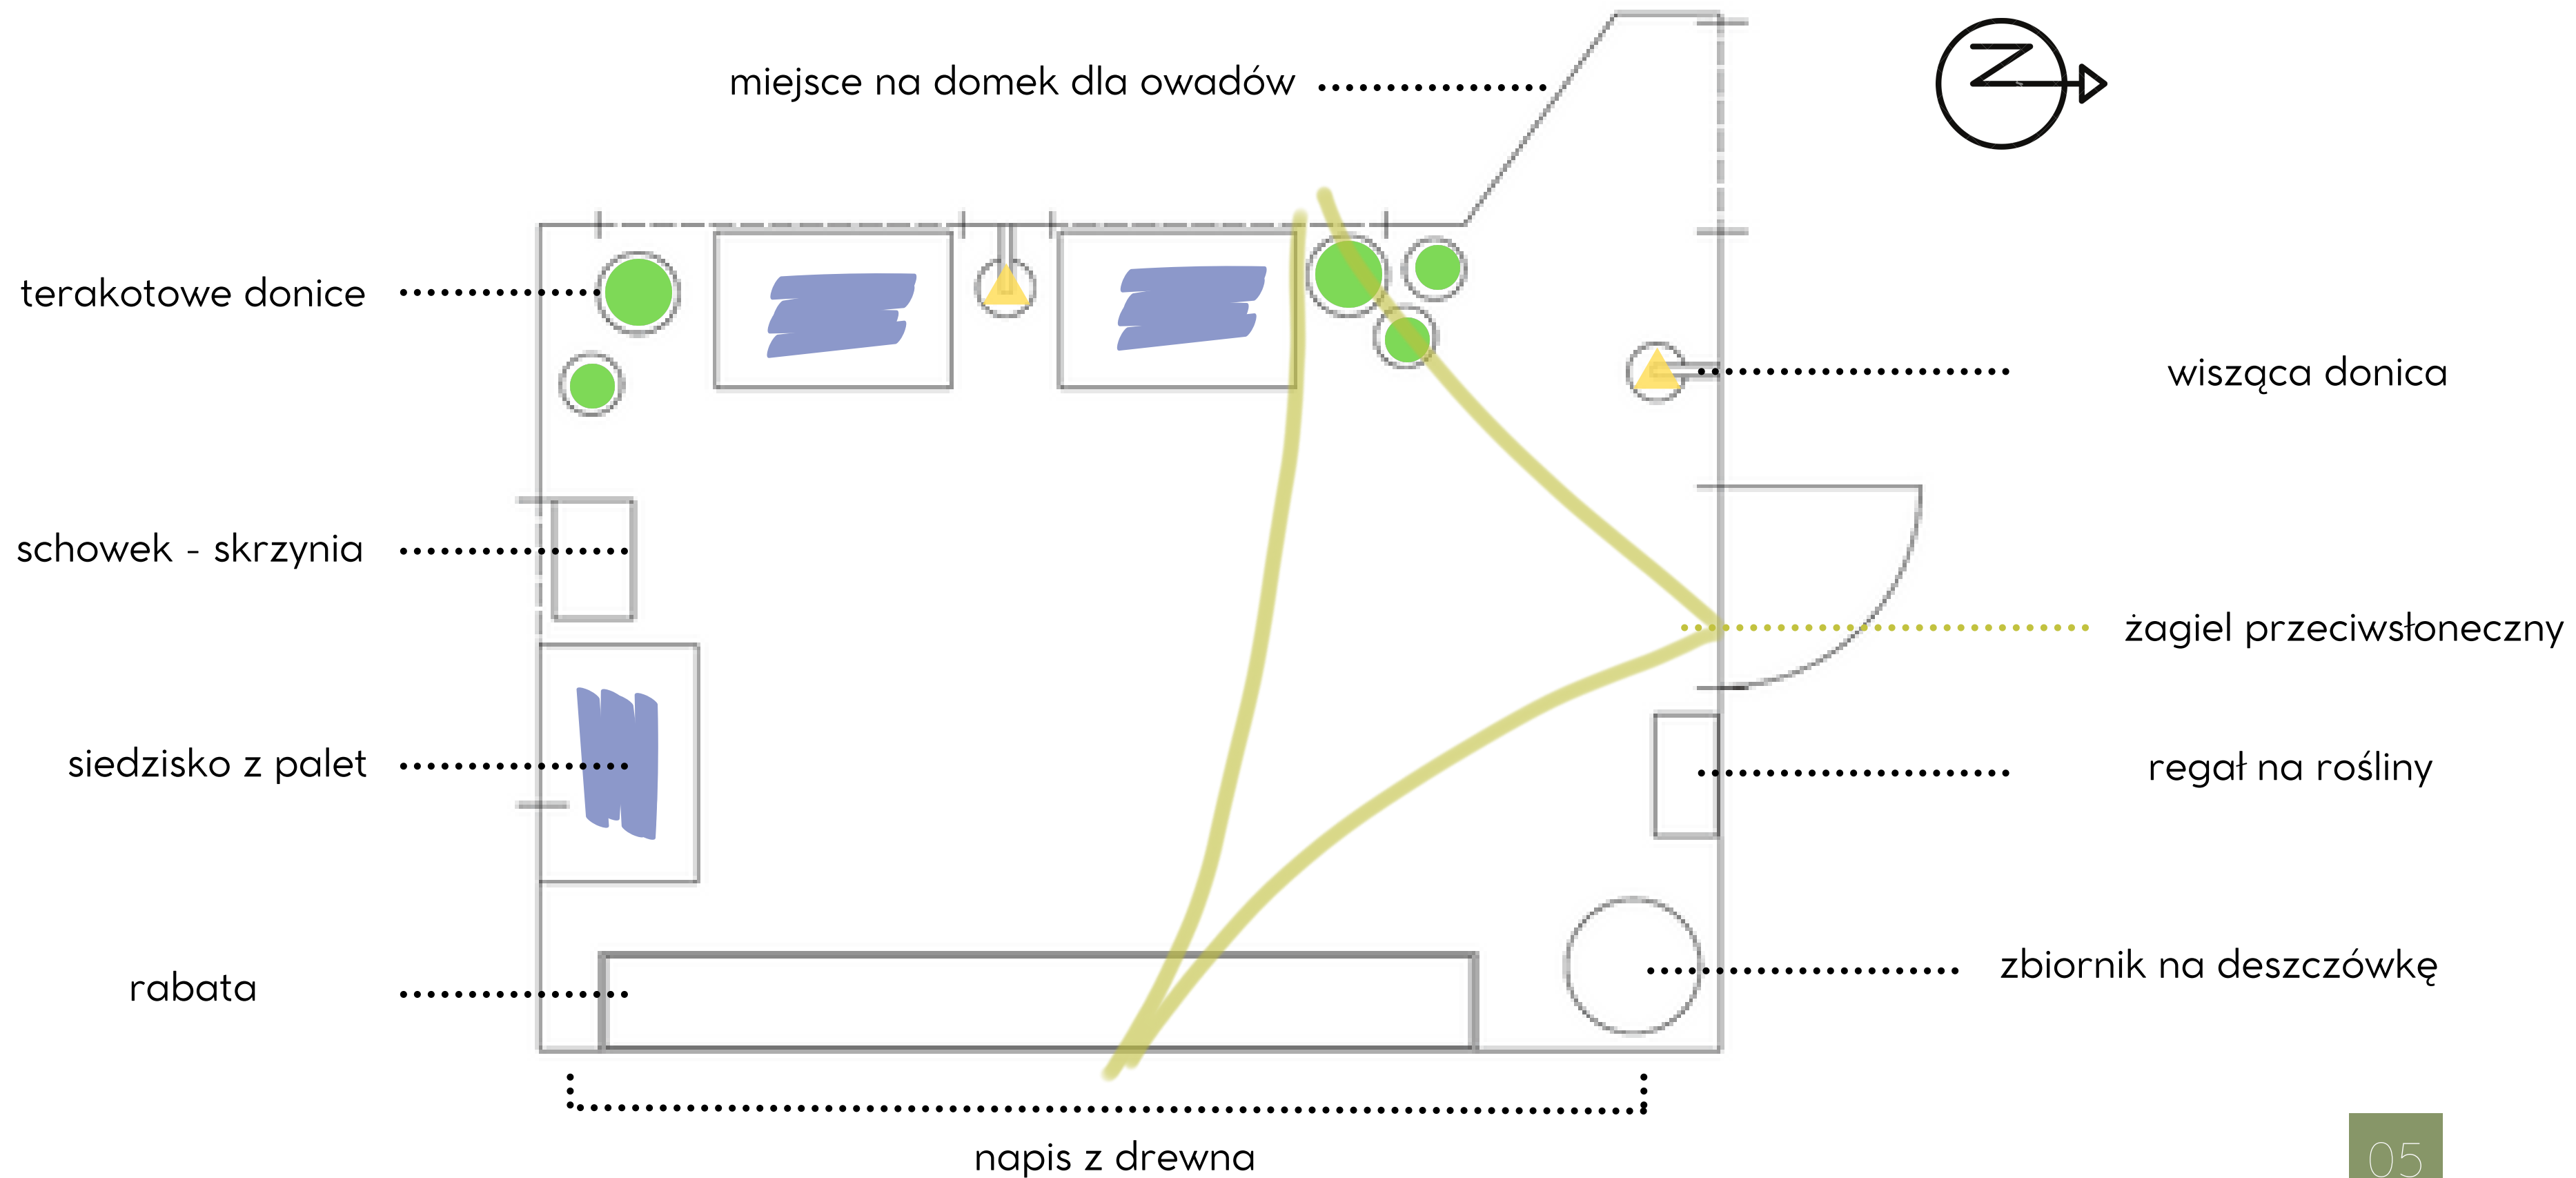 miejsce na domek dla owadów
N
terakotowe donice
wisząca donica
schowek - skrzynia
żagiel przeciwsłoneczny
siedzisko z palet
regał na rośliny
rabata
zbiornik na deszczówkę
napis z drewna
05